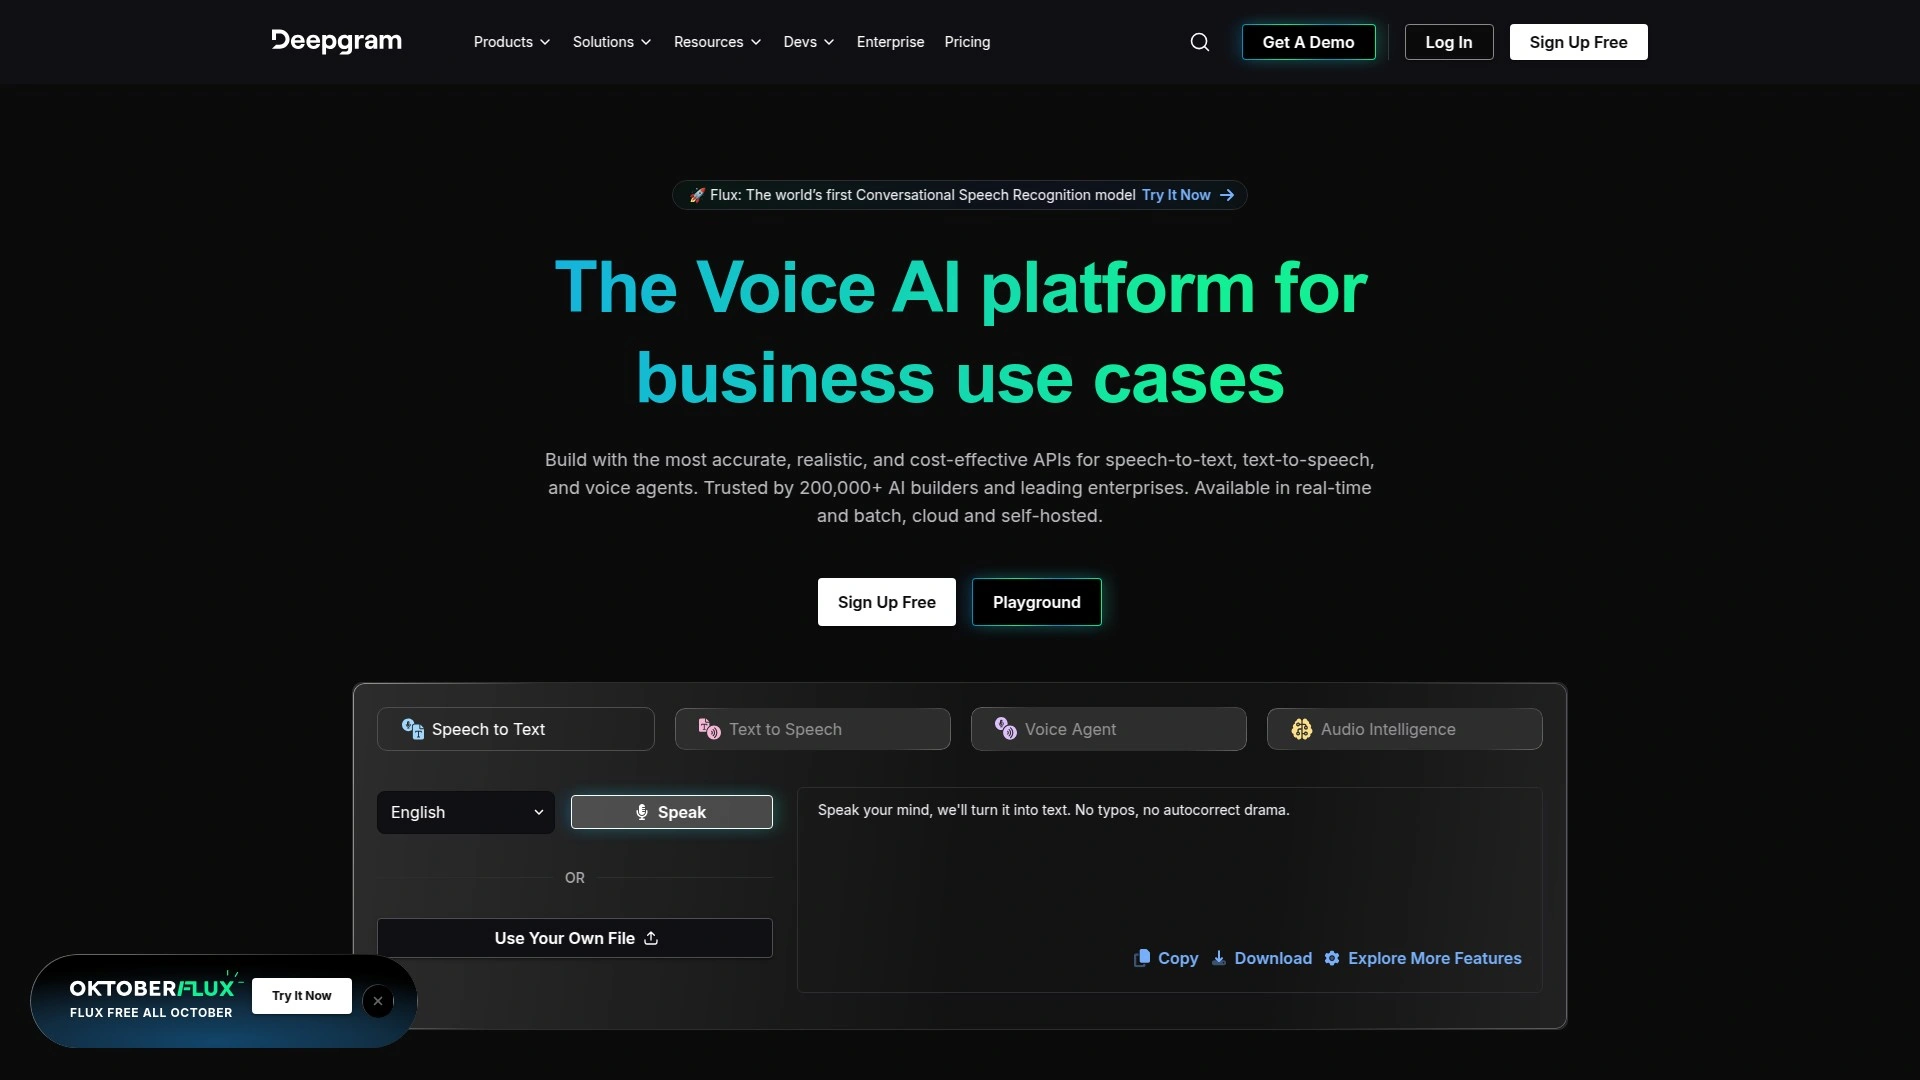 Deepgram
Products
Solutions
Resources
Devs
Enterprise
Pricing
Get A Demo
Log In
Sign Up Free
🚀 Flux: The world’s first Conversational Speech Recognition model Try It Now
The Voice AI platform for
business use cases
Build with the most accurate, realistic, and cost-effective APIs for speech-to-text, text-to-speech,
and voice agents. Trusted by 200,000+ AI builders and leading enterprises. Available in real-time
and batch, cloud and self-hosted.
Sign Up Free
Playground
Speech to Text
Text to Speech
Voice Agent
Audio Intelligence
English
Speak
Speak your mind, we'll turn it into text. No typos, no autocorrect drama.
OR
Use Your Own File
Copy
Download
Explore More Features
OKTOBERFLUX
FLUX FREE ALL OCTOBER
Try It Now